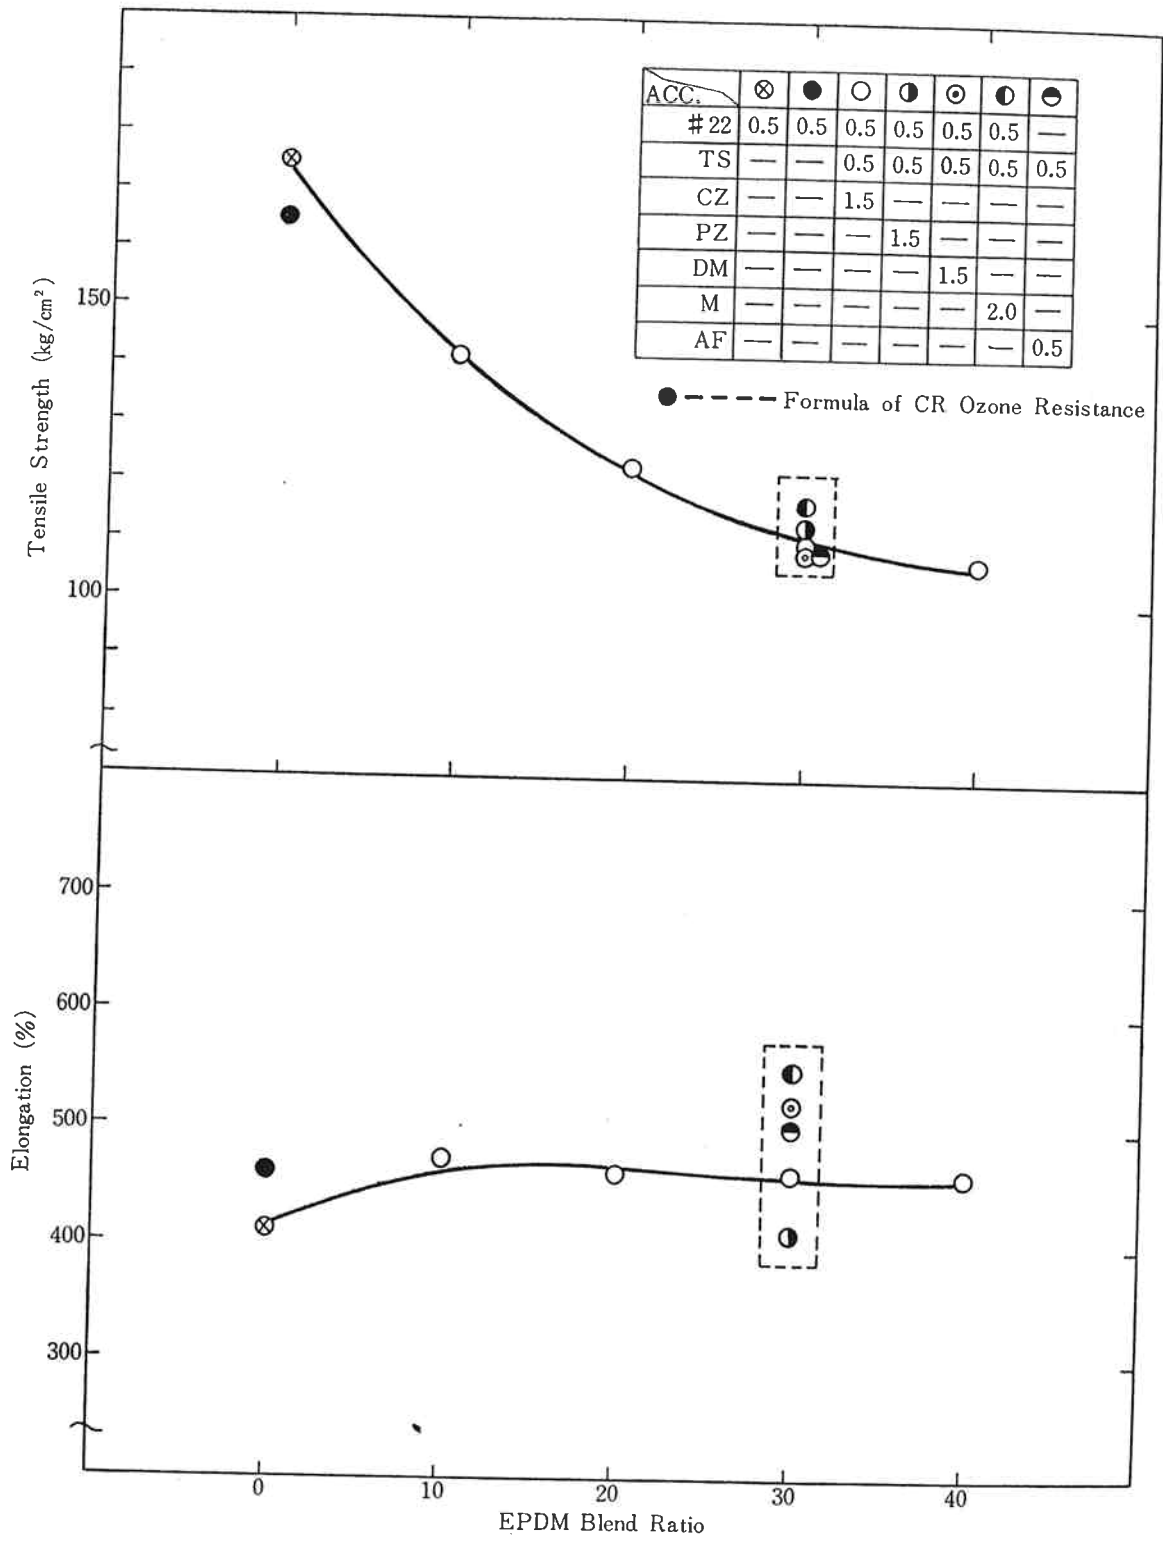 ACC. ⊗ ● ○ ◑ ⊙ ◐ ◓
#22 0.5 0.5 0.5 0.5 0.5 0.5 —
TS — — 0.5 0.5 0.5 0.5 0.5
CZ — — 1.5 — — — —
PZ — — — 1.5 — — —
DM — — — — 1.5 — —
M — — — — — 2.0 —
AF — — — — — — 0.5
● - - - - - Formula of CR Ozone Resistance
Tensile Strength (kg/cm²)
150
100
Elongation (%)
700
600
500
400
300
0 10 20 30 40
EPDM Blend Ratio